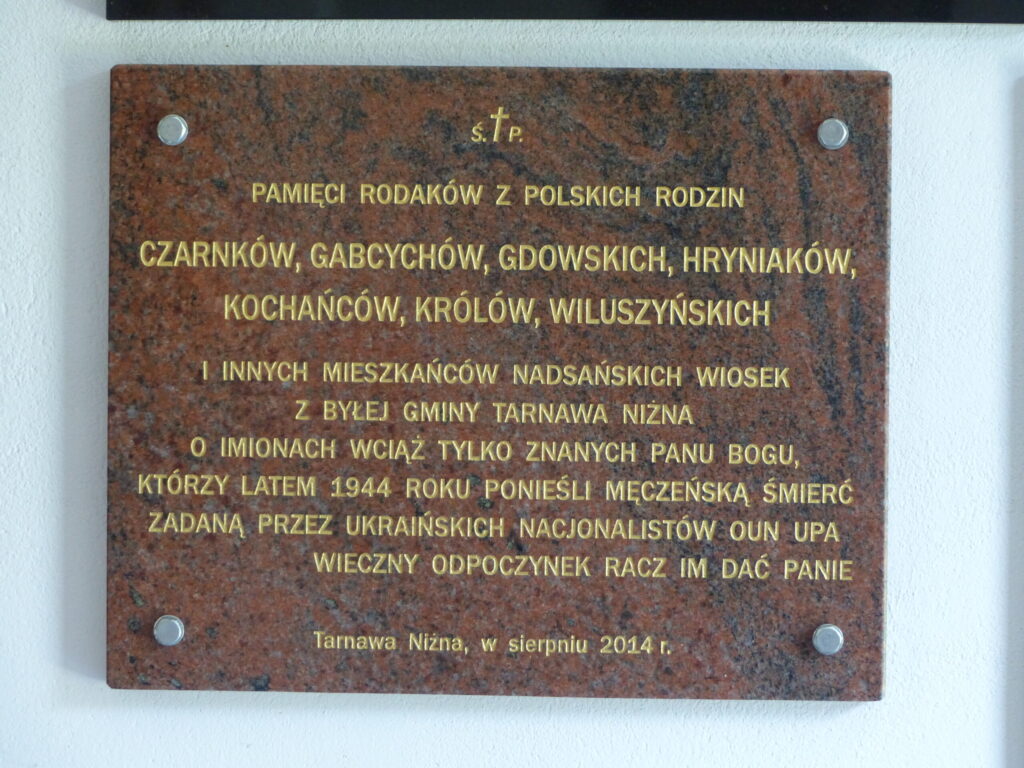 Ś.†P.
PAMIĘCI RODAKÓW Z POLSKICH RODZIN
CZARNKÓW, GABCYCHÓW, GDOWSKICH, HRYNIAKÓW,
KOCHAŃCÓW, KRÓLÓW, WILUSZYŃSKICH
I INNYCH MIESZKAŃCÓW NADSAŃSKICH WIOSEK
Z BYŁEJ GMINY TARNAWA NIŻNA
O IMIONACH WCIĄŻ TYLKO ZNANYCH PANU BOGU,
KTÓRZY LATEM 1944 ROKU PONIEŚLI MĘCZEŃSKĄ ŚMIERĆ
ZADANĄ PRZEZ UKRAIŃSKICH NACJONALISTÓW OUN UPA
WIECZNY ODPOCZYNEK RACZ IM DAĆ PANIE
Tarnawa Niżna, w sierpniu 2014 r.